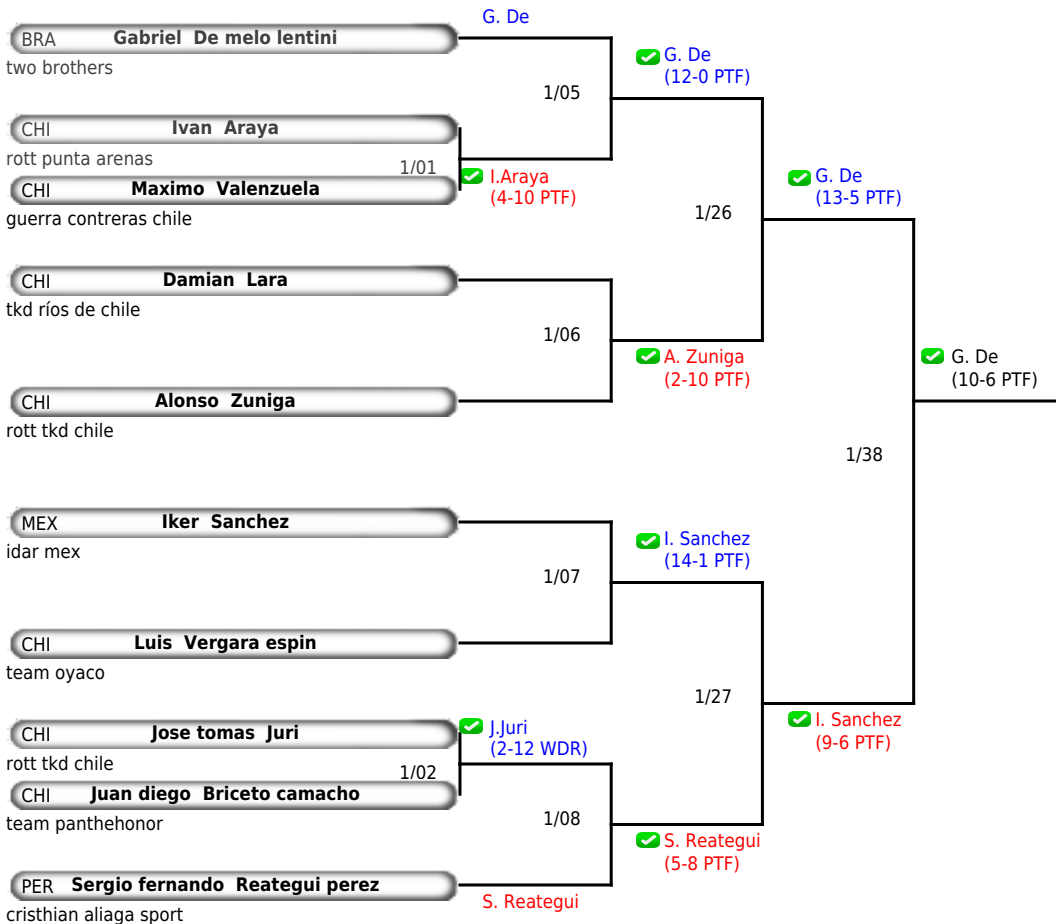 G. De
BRA Gabriel De melo lentini
two brothers
G. De
(12-0 PTF)
1/05
CHI Ivan Araya
rott punta arenas
1/01
I.Araya
(4-10 PTF)
CHI Maximo Valenzuela
guerra contreras chile
G. De
(13-5 PTF)
1/26
CHI Damian Lara
tkd ríos de chile
1/06
A. Zuniga
(2-10 PTF)
G. De
(10-6 PTF)
CHI Alonso Zuniga
rott tkd chile
1/38
MEX Iker Sanchez
idar mex
I. Sanchez
(14-1 PTF)
1/07
CHI Luis Vergara espin
team oyaco
1/27
I. Sanchez
(9-6 PTF)
CHI Jose tomas Juri
rott tkd chile
J.Juri
(2-12 WDR)
1/02
CHI Juan diego Briceto camacho
team panthehonor
1/08
S. Reategui
(5-8 PTF)
PER Sergio fernando Reategui perez
cristhian aliaga sport
S. Reategui